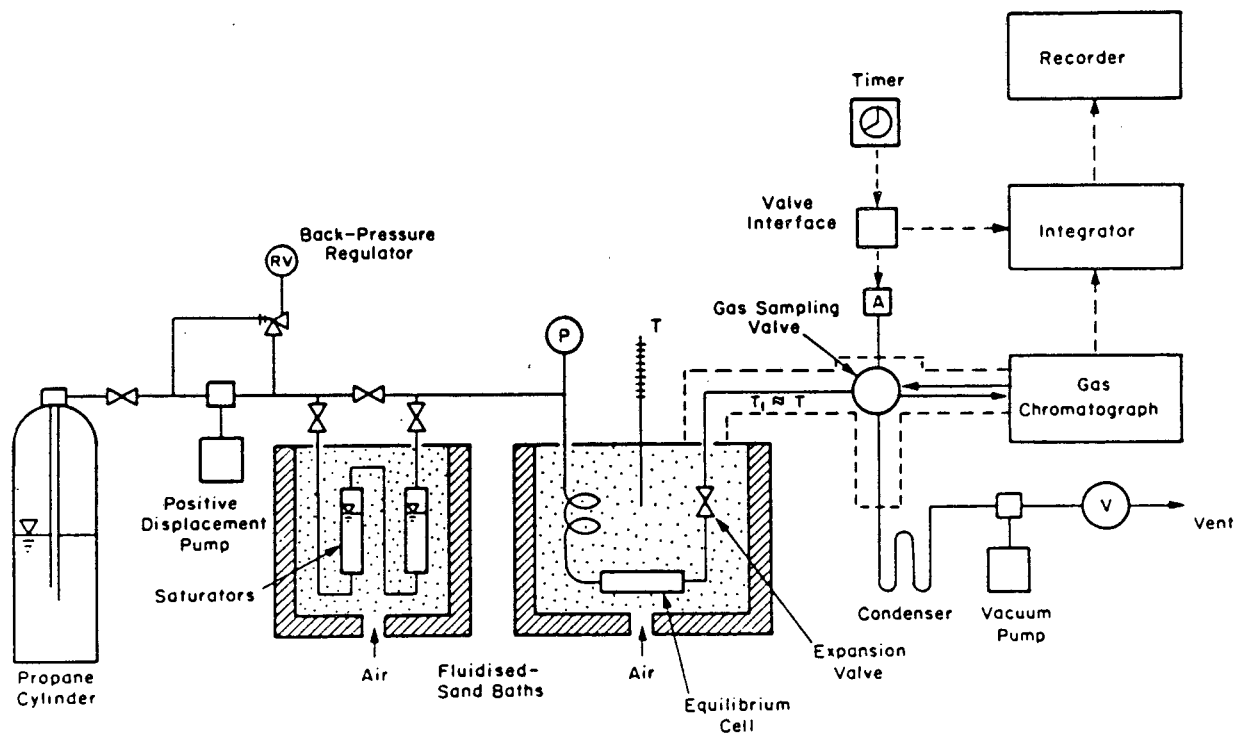 Recorder
Timer
Valve
Interface
Integrator
Back-Pressure
Regulator
RV
A
Gas Sampling
Valve
P
T
T₁ ≈ T
Gas
Chromatograph
Positive
Displacement
Pump
Saturators
V
Vent
Condenser
Vacuum
Pump
Propane
Cylinder
Air
Fluidised-
Sand Baths
Air
Expansion
Valve
Equilibrium
Cell